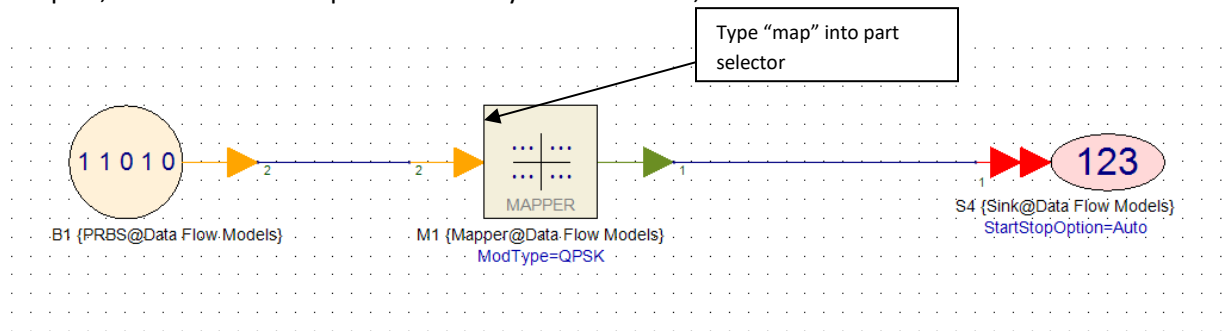 Type “map” into part
selector
1 1 0 1 0
2
2
MAPPER
1
1
123
B1 {PRBS@Data Flow Models}
M1 {Mapper@Data Flow Models}
ModType=QPSK
S4 {Sink@Data Flow Models}
StartStopOption=Auto